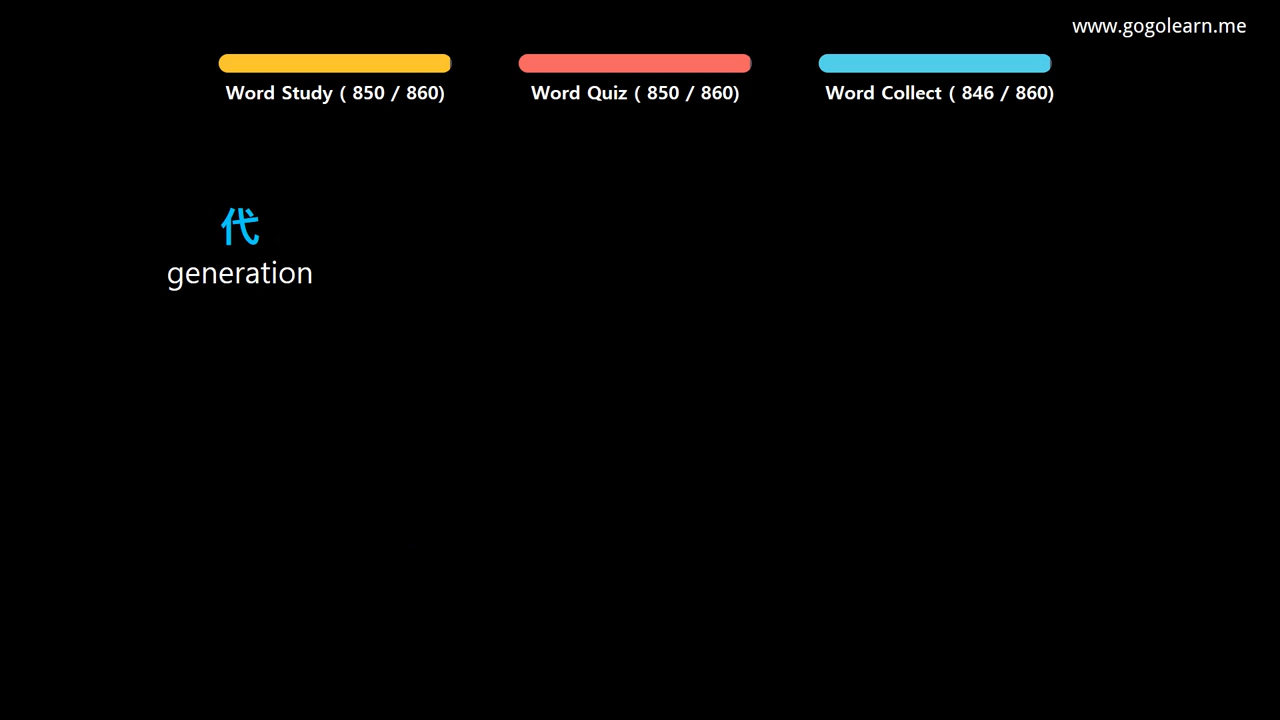 www.gogolearn.me
Word Study ( 850 / 860)
Word Quiz ( 850 / 860)
Word Collect ( 846 / 860)
代
generation